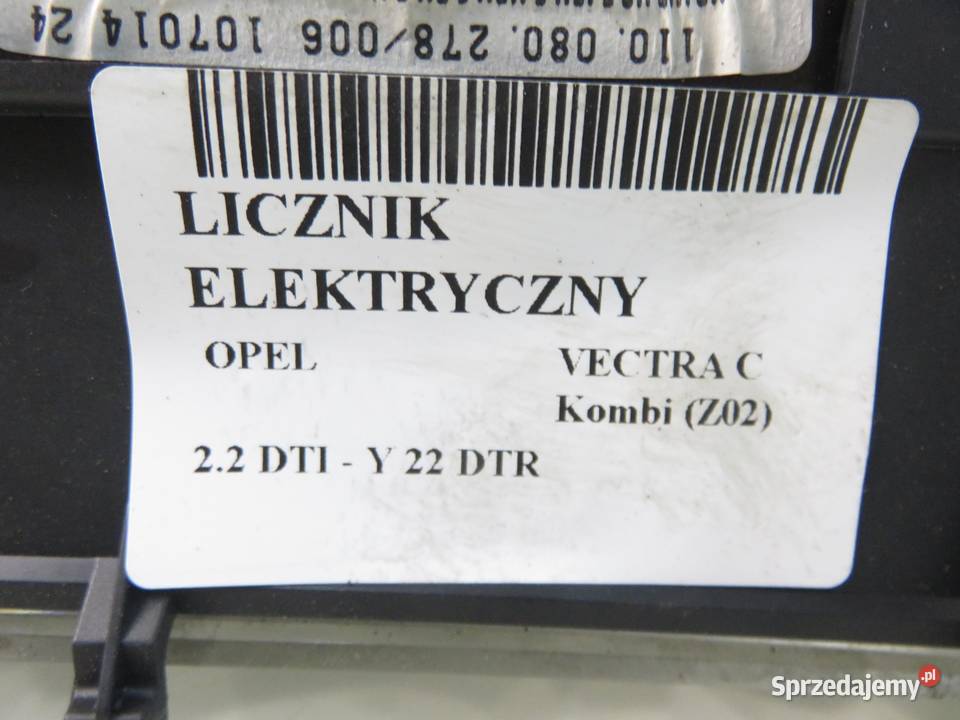 110. 080. 278/006 107014 24
LICZNIK
ELEKTRYCZNY
OPEL VECTRA C
Kombi (Z02)
2.2 DTI - Y 22 DTR
Sprzedajemy.pl